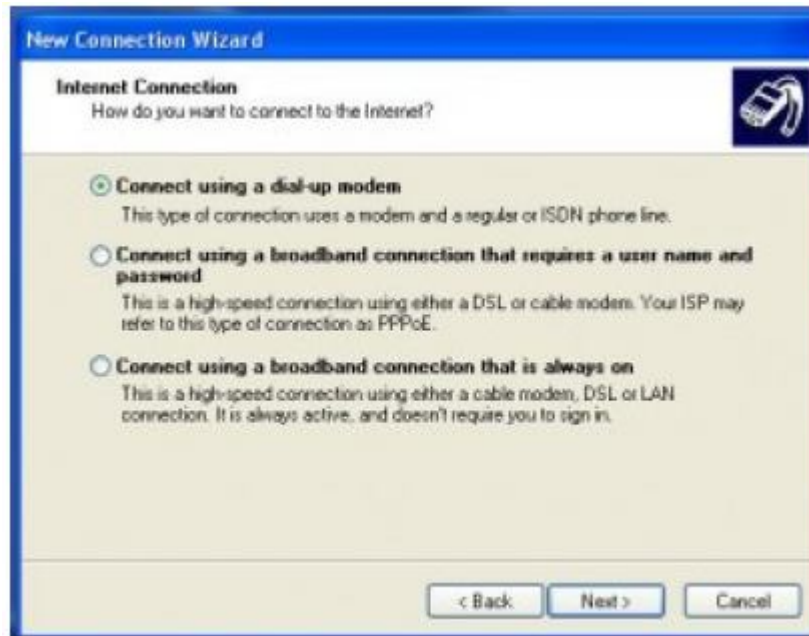 New Connection Wizard
Internet Connection
How do you want to connect to the Internet?
Connect using a dial-up modem
This type of connection uses a modem and a regular or ISDN phone line.
Connect using a broadband connection that requires a user name and
password
This is a high-speed connection using either a DSL or cable modem. Your ISP may
refer to this type of connection as PPPoE.
Connect using a broadband connection that is always on
This is a high-speed connection using either a cable modem, DSL or LAN
connection. It is always active, and doesn't require you to sign in.
< Back Next > Cancel